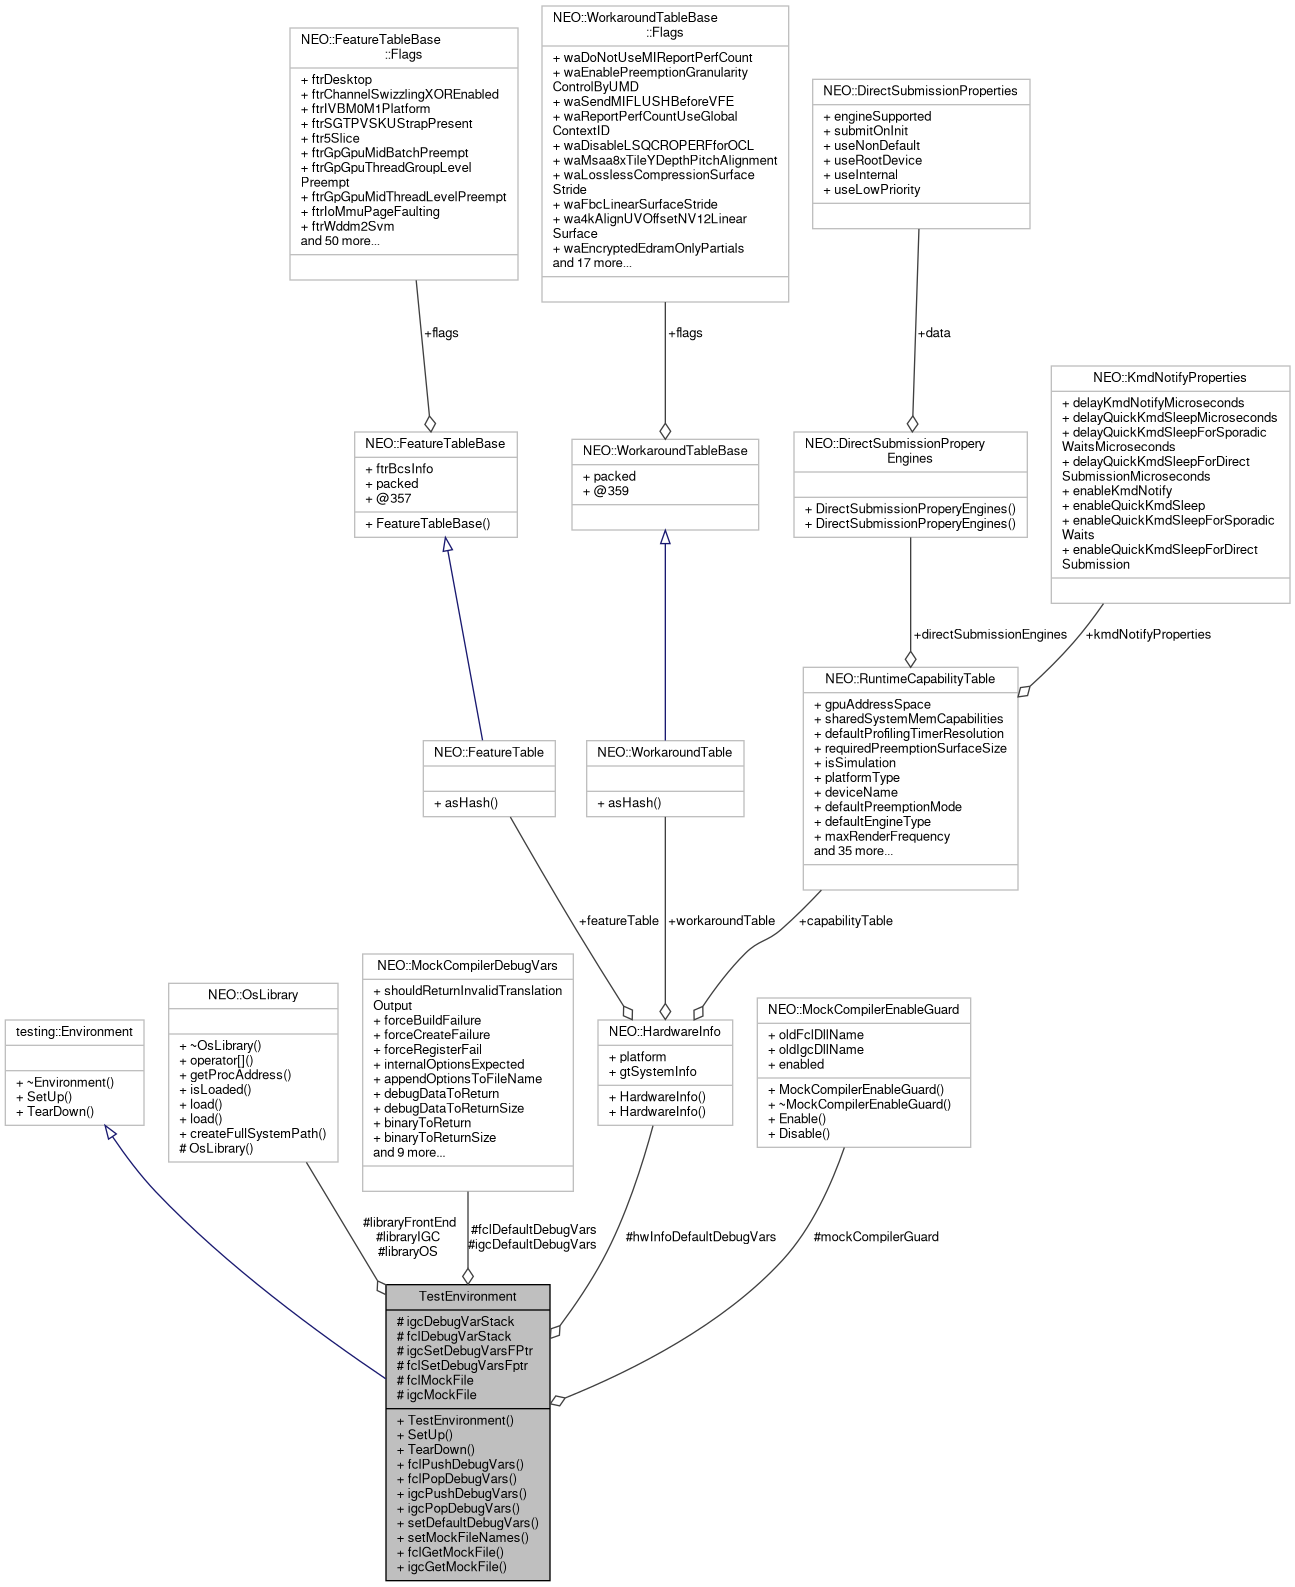 NEO::FeatureTableBase
::Flags
+ ftrDesktop
+ ftrChannelSwizzlingXOREnabled
+ ftrIVBM0M1Platform
+ ftrSGTPVSKUStrapPresent
+ ftr5Slice
+ ftrGpGpuMidBatchPreempt
+ ftrGpGpuThreadGroupLevel
Preempt
+ ftrGpGpuMidThreadLevelPreempt
+ ftrIoMmuPageFaulting
+ ftrWddm2Svm
and 50 more...
NEO::WorkaroundTableBase
::Flags
+ waDoNotUseMIReportPerfCount
+ waEnablePreemptionGranularity
ControlByUMD
+ waSendMIFLUSHBeforeVFE
+ waReportPerfCountUseGlobal
ContextID
+ waDisableLSQCROPERFforOCL
+ waMsaa8xTileYDepthPitchAlignment
+ waLosslessCompressionSurface
Stride
+ waFbcLinearSurfaceStride
+ wa4kAlignUVOffsetNV12Linear
Surface
+ waEncryptedEdramOnlyPartials
and 17 more...
NEO::DirectSubmissionProperties
+ engineSupported
+ submitOnInit
+ useNonDefault
+ useRootDevice
+ useInternal
+ useLowPriority
+flags
+flags
+data
NEO::KmdNotifyProperties
+ delayKmdNotifyMicroseconds
+ delayQuickKmdSleepMicroseconds
+ delayQuickKmdSleepForSporadic
WaitsMicroseconds
+ delayQuickKmdSleepForDirect
SubmissionMicroseconds
+ enableKmdNotify
+ enableQuickKmdSleep
+ enableQuickKmdSleepForSporadic
Waits
+ enableQuickKmdSleepForDirect
Submission
NEO::FeatureTableBase
+ ftrBcsInfo
+ packed
+ @357
+ FeatureTableBase()
NEO::WorkaroundTableBase
+ packed
+ @359
NEO::DirectSubmissionPropery
Engines
+ DirectSubmissionProperyEngines()
+ DirectSubmissionProperyEngines()
+directSubmissionEngines
+kmdNotifyProperties
NEO::RuntimeCapabilityTable
+ gpuAddressSpace
+ sharedSystemMemCapabilities
+ defaultProfilingTimerResolution
+ requiredPreemptionSurfaceSize
+ isSimulation
+ platformType
+ deviceName
+ defaultPreemptionMode
+ defaultEngineType
+ maxRenderFrequency
and 35 more...
NEO::FeatureTable
+ asHash()
NEO::WorkaroundTable
+ asHash()
+featureTable
+workaroundTable
+capabilityTable
testing::Environment
+ ~Environment()
+ SetUp()
+ TearDown()
NEO::OsLibrary
+ ~OsLibrary()
+ operator[]()
+ getProcAddress()
+ isLoaded()
+ load()
+ load()
+ createFullSystemPath()
# OsLibrary()
NEO::MockCompilerDebugVars
+ shouldReturnInvalidTranslation
Output
+ forceBuildFailure
+ forceCreateFailure
+ forceRegisterFail
+ internalOptionsExpected
+ appendOptionsToFileName
+ debugDataToReturn
+ debugDataToReturnSize
+ binaryToReturn
+ binaryToReturnSize
and 9 more...
NEO::HardwareInfo
+ platform
+ gtSystemInfo
+ HardwareInfo()
+ HardwareInfo()
NEO::MockCompilerEnableGuard
+ oldFclDllName
+ oldIgcDllName
+ enabled
+ MockCompilerEnableGuard()
+ ~MockCompilerEnableGuard()
+ Enable()
+ Disable()
#libraryFrontEnd
#libraryIGC
#libraryOS
#fclDefaultDebugVars
#igcDefaultDebugVars
#hwInfoDefaultDebugVars
#mockCompilerGuard
TestEnvironment
# igcDebugVarStack
# fclDebugVarStack
# igcSetDebugVarsFPtr
# fclSetDebugVarsFptr
# fclMockFile
# igcMockFile
+ TestEnvironment()
+ SetUp()
+ TearDown()
+ fclPushDebugVars()
+ fclPopDebugVars()
+ igcPushDebugVars()
+ igcPopDebugVars()
+ setDefaultDebugVars()
+ setMockFileNames()
+ fclGetMockFile()
+ igcGetMockFile()